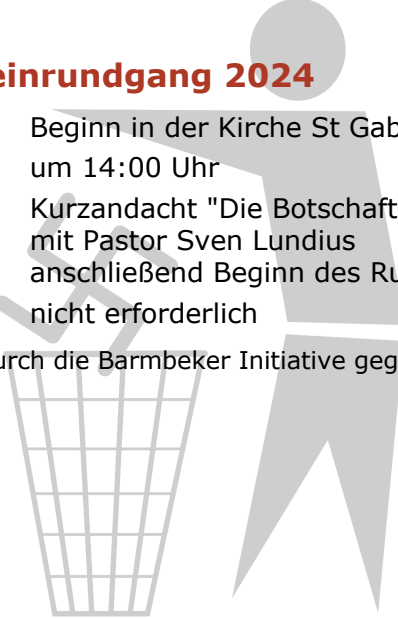 einrundgang 2024
Beginn in der Kirche St Gab
um 14:00 Uhr
Kurzandacht "Die Botschaft
mit Pastor Sven Lundius
anschließend Beginn des Ru
nicht erforderlich
urch die Barmbeker Initiative geg